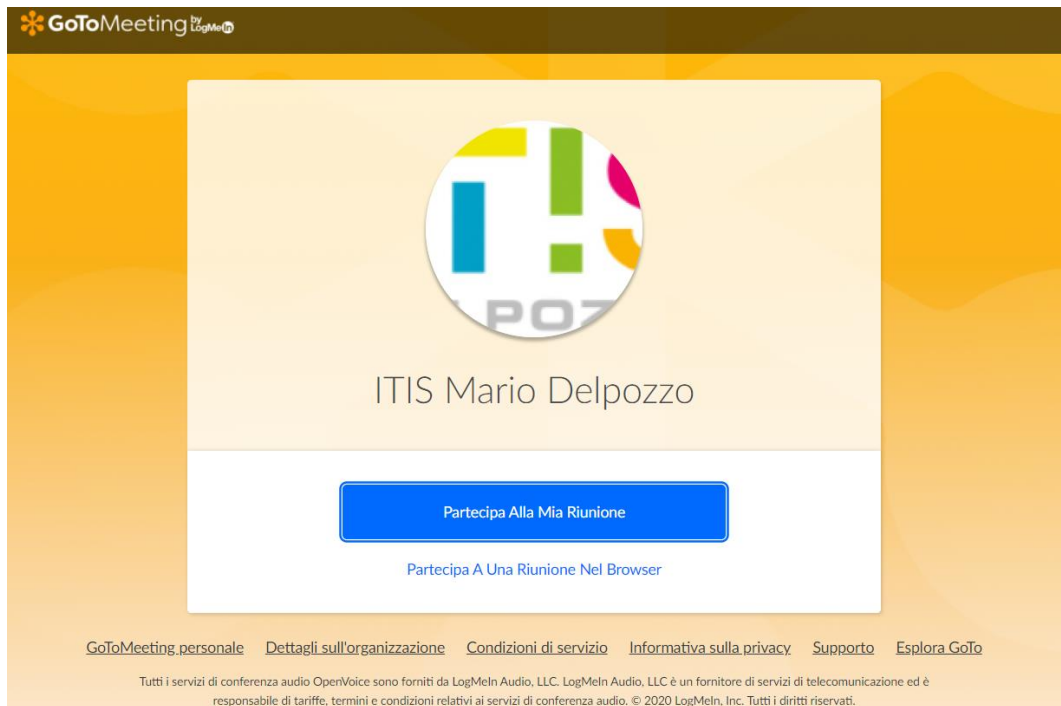 GoToMeeting by LogMeIn
T!S
POZ
ITIS Mario Delpozzo
Partecipa Alla Mia Riunione
Partecipa A Una Riunione Nel Browser
GoToMeeting personale Dettagli sull'organizzazione Condizioni di servizio Informativa sulla privacy Supporto Esplora GoTo
Tutti i servizi di conferenza audio OpenVoice sono forniti da LogMeIn Audio, LLC. LogMeIn Audio, LLC è un fornitore di servizi di telecomunicazione ed è
responsabile di tariffe, termini e condizioni relativi ai servizi di conferenza audio. © 2020 LogMeIn, Inc. Tutti i diritti riservati.